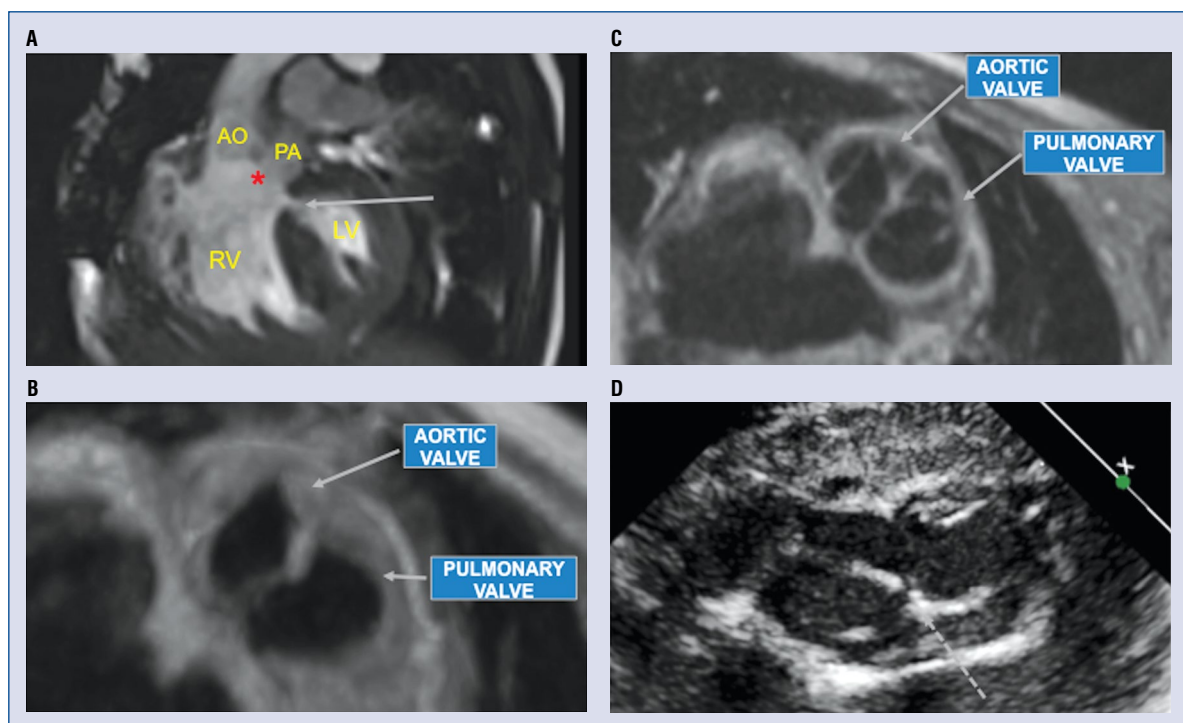 A
AO
PA
*
LV
RV
B
AORTIC
VALVE
PULMONARY
VALVE
C
AORTIC
VALVE
PULMONARY
VALVE
D